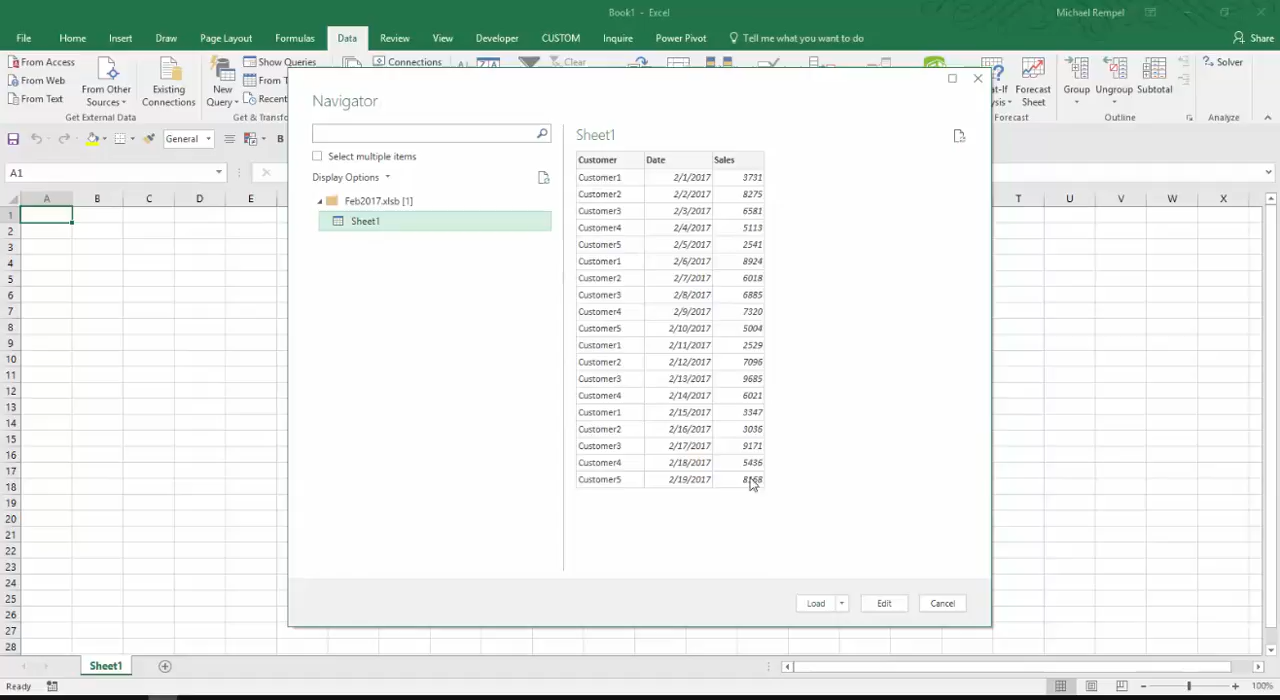 Book1 - Excel
Michael Rempel
File Home Insert Draw Page Layout Formulas Data Review View Developer CUSTOM Inquire Power Pivot Tell me what you want to do Share
From Access
From Web
From Text
From Other Sources
Existing Connections
Get External Data
New Query
Show Queries
From T
Recent
Get & Transfo
Connections
Clear
Forecast Sheet
Group
Ungroup
Subtotal
Outline
Solver
Analyze
General
B
A1
A B C D E T U V W X
1
2
3
4
5
6
7
8
9
10
11
12
13
14
15
16
17
18
19
20
21
22
23
24
25
26
27
28
Navigator
Select multiple items
Display Options
Feb2017.xlsb [1]
Sheet1
Sheet1
Customer Date Sales
Customer1 2/1/2017 3731
Customer2 2/2/2017 8275
Customer3 2/3/2017 6581
Customer4 2/4/2017 5113
Customer5 2/5/2017 2541
Customer1 2/6/2017 8924
Customer2 2/7/2017 6018
Customer3 2/8/2017 6885
Customer4 2/9/2017 7320
Customer5 2/10/2017 5004
Customer1 2/11/2017 2529
Customer2 2/12/2017 7096
Customer3 2/13/2017 9685
Customer4 2/14/2017 6021
Customer1 2/15/2017 3347
Customer2 2/16/2017 3036
Customer3 2/17/2017 9171
Customer4 2/18/2017 5436
Customer5 2/19/2017
Load Edit Cancel
Sheet1
Ready
100%